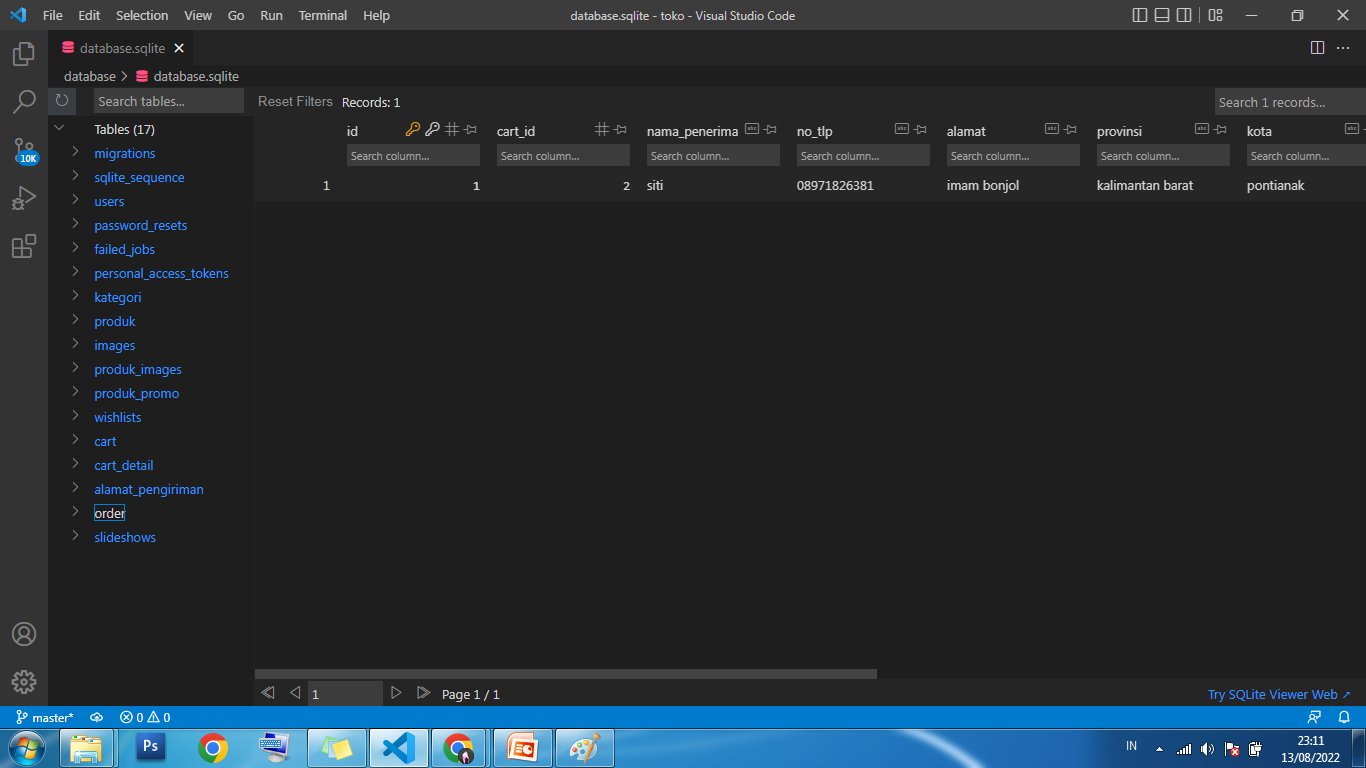 File Edit Selection View Go Run Terminal Help database.sqlite - toko - Visual Studio Code
database.sqlite
database > database.sqlite
Search tables... Reset Filters Records: 1 Search 1 records...
Tables (17)
id cart_id nama_penerima no_tlp alamat provinsi kota
Search column... Search column... Search column... Search column... Search column... Search column... Search column...
1 1 2 siti 08971826381 imam bonjol kalimantan barat pontianak
migrations
sqlite_sequence
users
password_resets
failed_jobs
personal_access_tokens
kategori
produk
images
produk_images
produk_promo
wishlists
cart
cart_detail
alamat_pengiriman
order
slideshows
10K
1 Page 1 / 1 Try SQLite Viewer Web ↗
master* 0 0
Ps
IN 23:11
13/08/2022